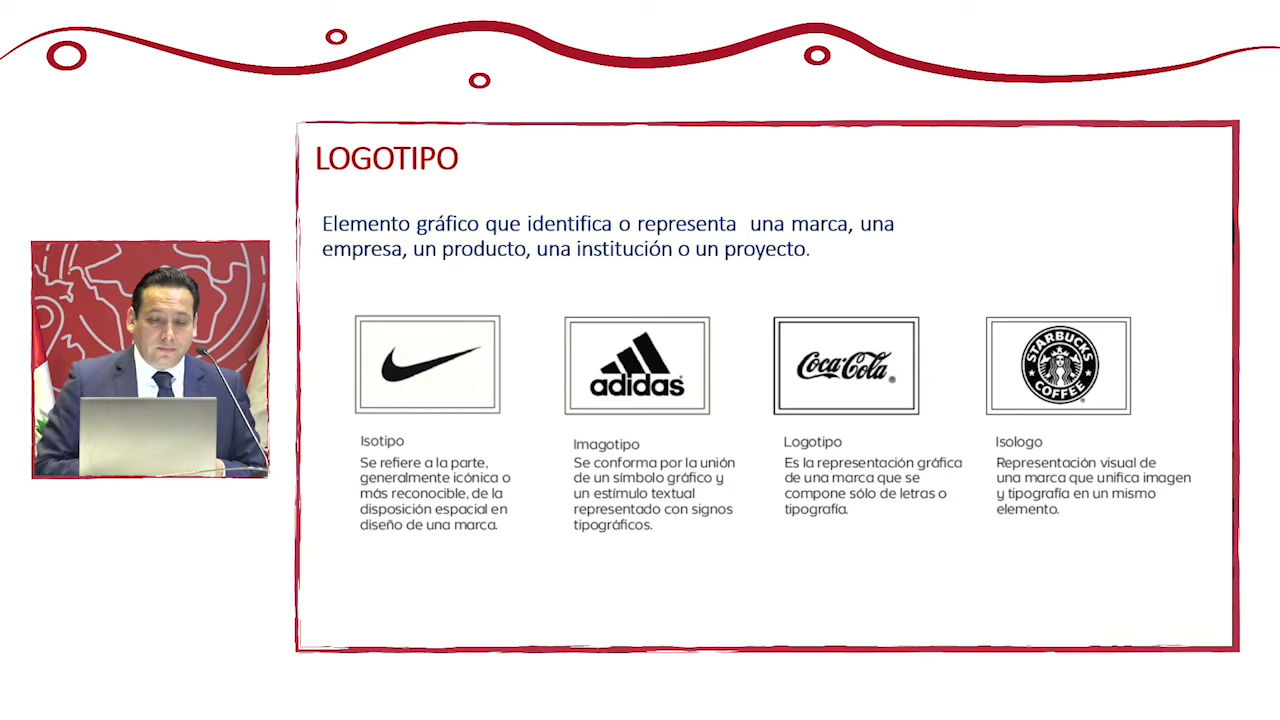 LOGOTIPO
Elemento gráfico que identifica o representa una marca, una
empresa, un producto, una institución o un proyecto.
adidas®
Coca-Cola®
STARBUCKS
COFFEE®
Isotipo
Se refiere a la parte,
generalmente icónica o
más reconocible, de la
disposición espacial en
diseño de una marca.
Imagotipo
Se conforma por la unión
de un símbolo gráfico y
un estímulo textual
representado con signos
tipográficos.
Logotipo
Es la representación gráfica
de una marca que se
compone sólo de letras o
tipografía.
Isologo
Representación visual de
una marca que unifica imagen
y tipografía en un mismo
elemento.